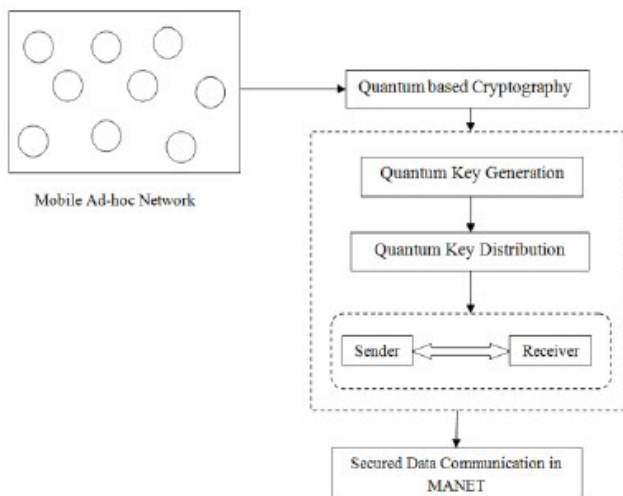 Quantum based Cryptography
Mobile Ad-hoc Network
Quantum Key Generation
Quantum Key Distribution
Sender
Receiver
Secured Data Communication in
MANET